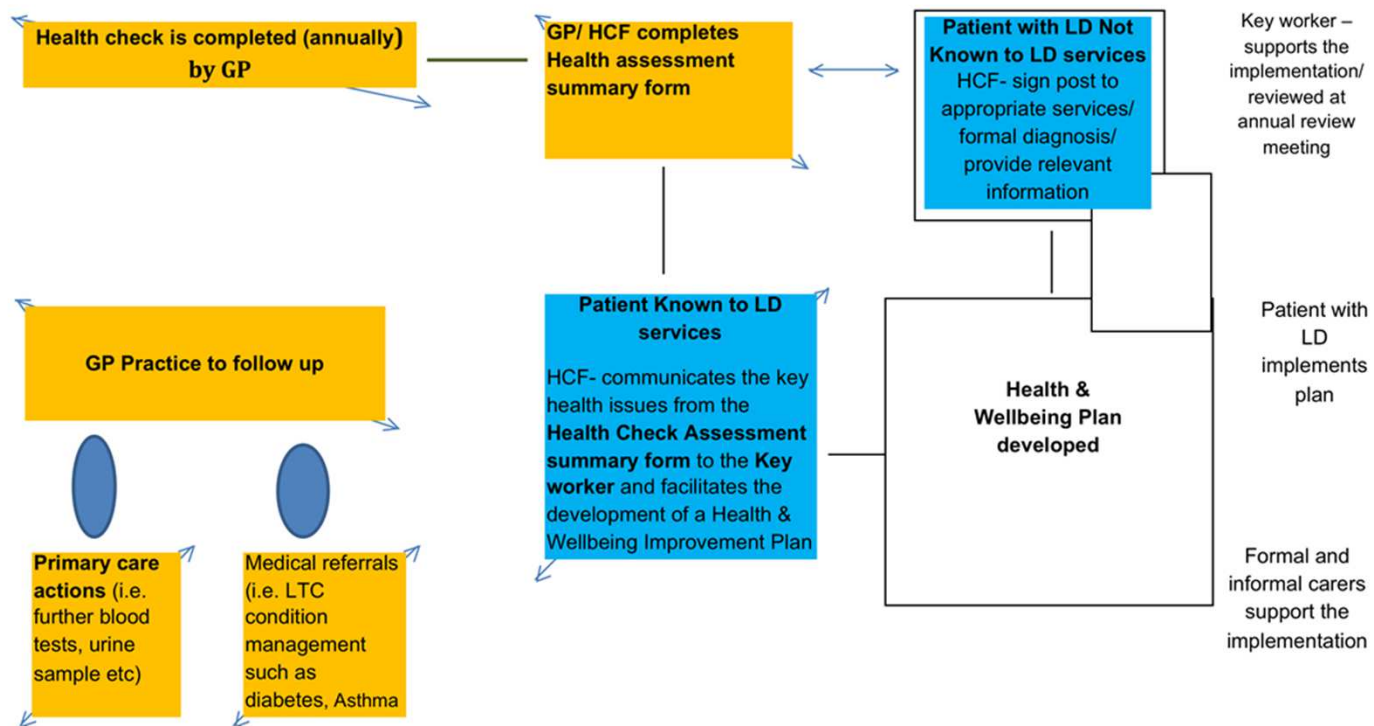 Health check is completed (annually)
by GP
GP/ HCF completes
Health assessment
summary form
Patient with LD Not
Known to LD services
HCF- sign post to
appropriate services/
formal diagnosis/
provide relevant
information
Key worker –
supports the
implementation/
reviewed at
annual review
meeting
GP Practice to follow up
Patient Known to LD
services
HCF- communicates the key
health issues from the
Health Check Assessment
summary form to the Key
worker and facilitates the
development of a Health &
Wellbeing Improvement Plan
Health &
Wellbeing Plan
developed
Patient with
LD
implements
plan
Primary care
actions (i.e.
further blood
tests, urine
sample etc)
Medical referrals
(i.e. LTC
condition
management
such as
diabetes, Asthma
Formal and
informal carers
support the
implementation